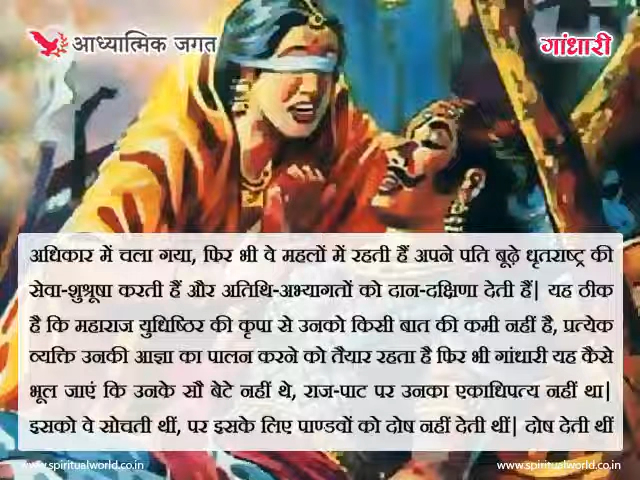 आध्यात्मिक जगत
गांधारी
अधिकार में चला गया, फिर भी वे महलों में रहती हैं अपने पति बूढ़े धृतराष्ट्र की
सेवा-शुश्रूषा करती हैं और अतिथि-अभ्यागतों को दान-दक्षिणा देती हैं| यह ठीक
है कि महाराज युधिष्ठिर की कृपा से उनको किसी बात की कमी नहीं है, प्रत्येक
व्यक्ति उनकी आज्ञा का पालन करने को तैयार रहता है फिर भी गांधारी यह कैसे
भूल जाएं कि उनके सौ बेटे नहीं थे, राज-पाट पर उनका एकाधिपत्य नहीं था|
इसको वे सोचती थीं, पर इसके लिए पाण्डवों को दोष नहीं देती थीं| दोष देती थीं
www.spiritualworld.co.in
www.spiritualworld.co.in